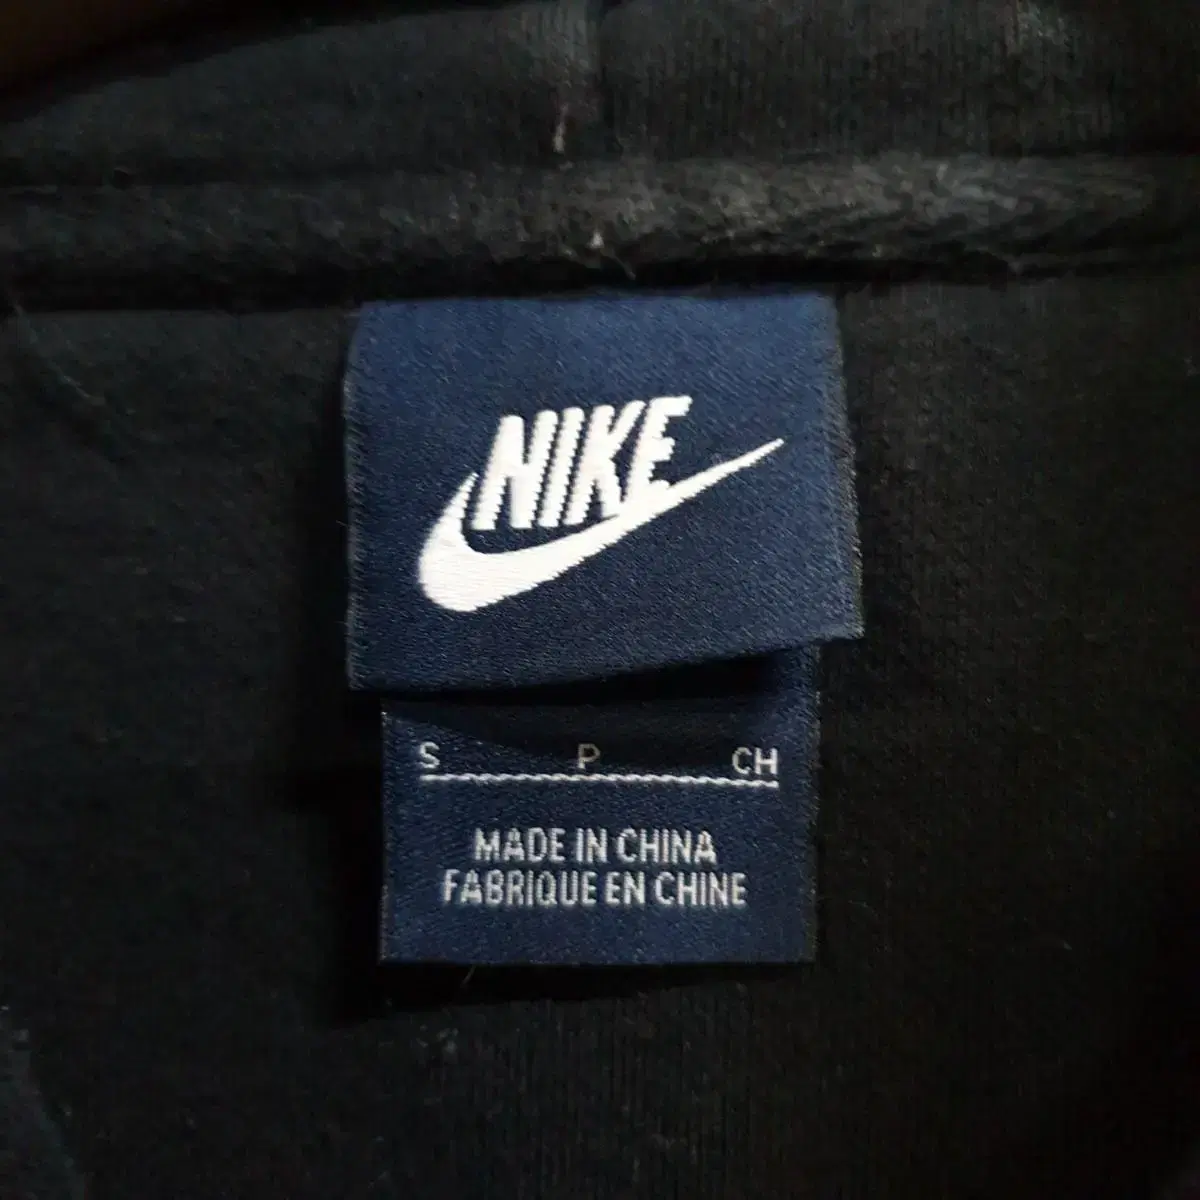 NIKE
S P CH
MADE IN CHINA
FABRIQUE EN CHINE